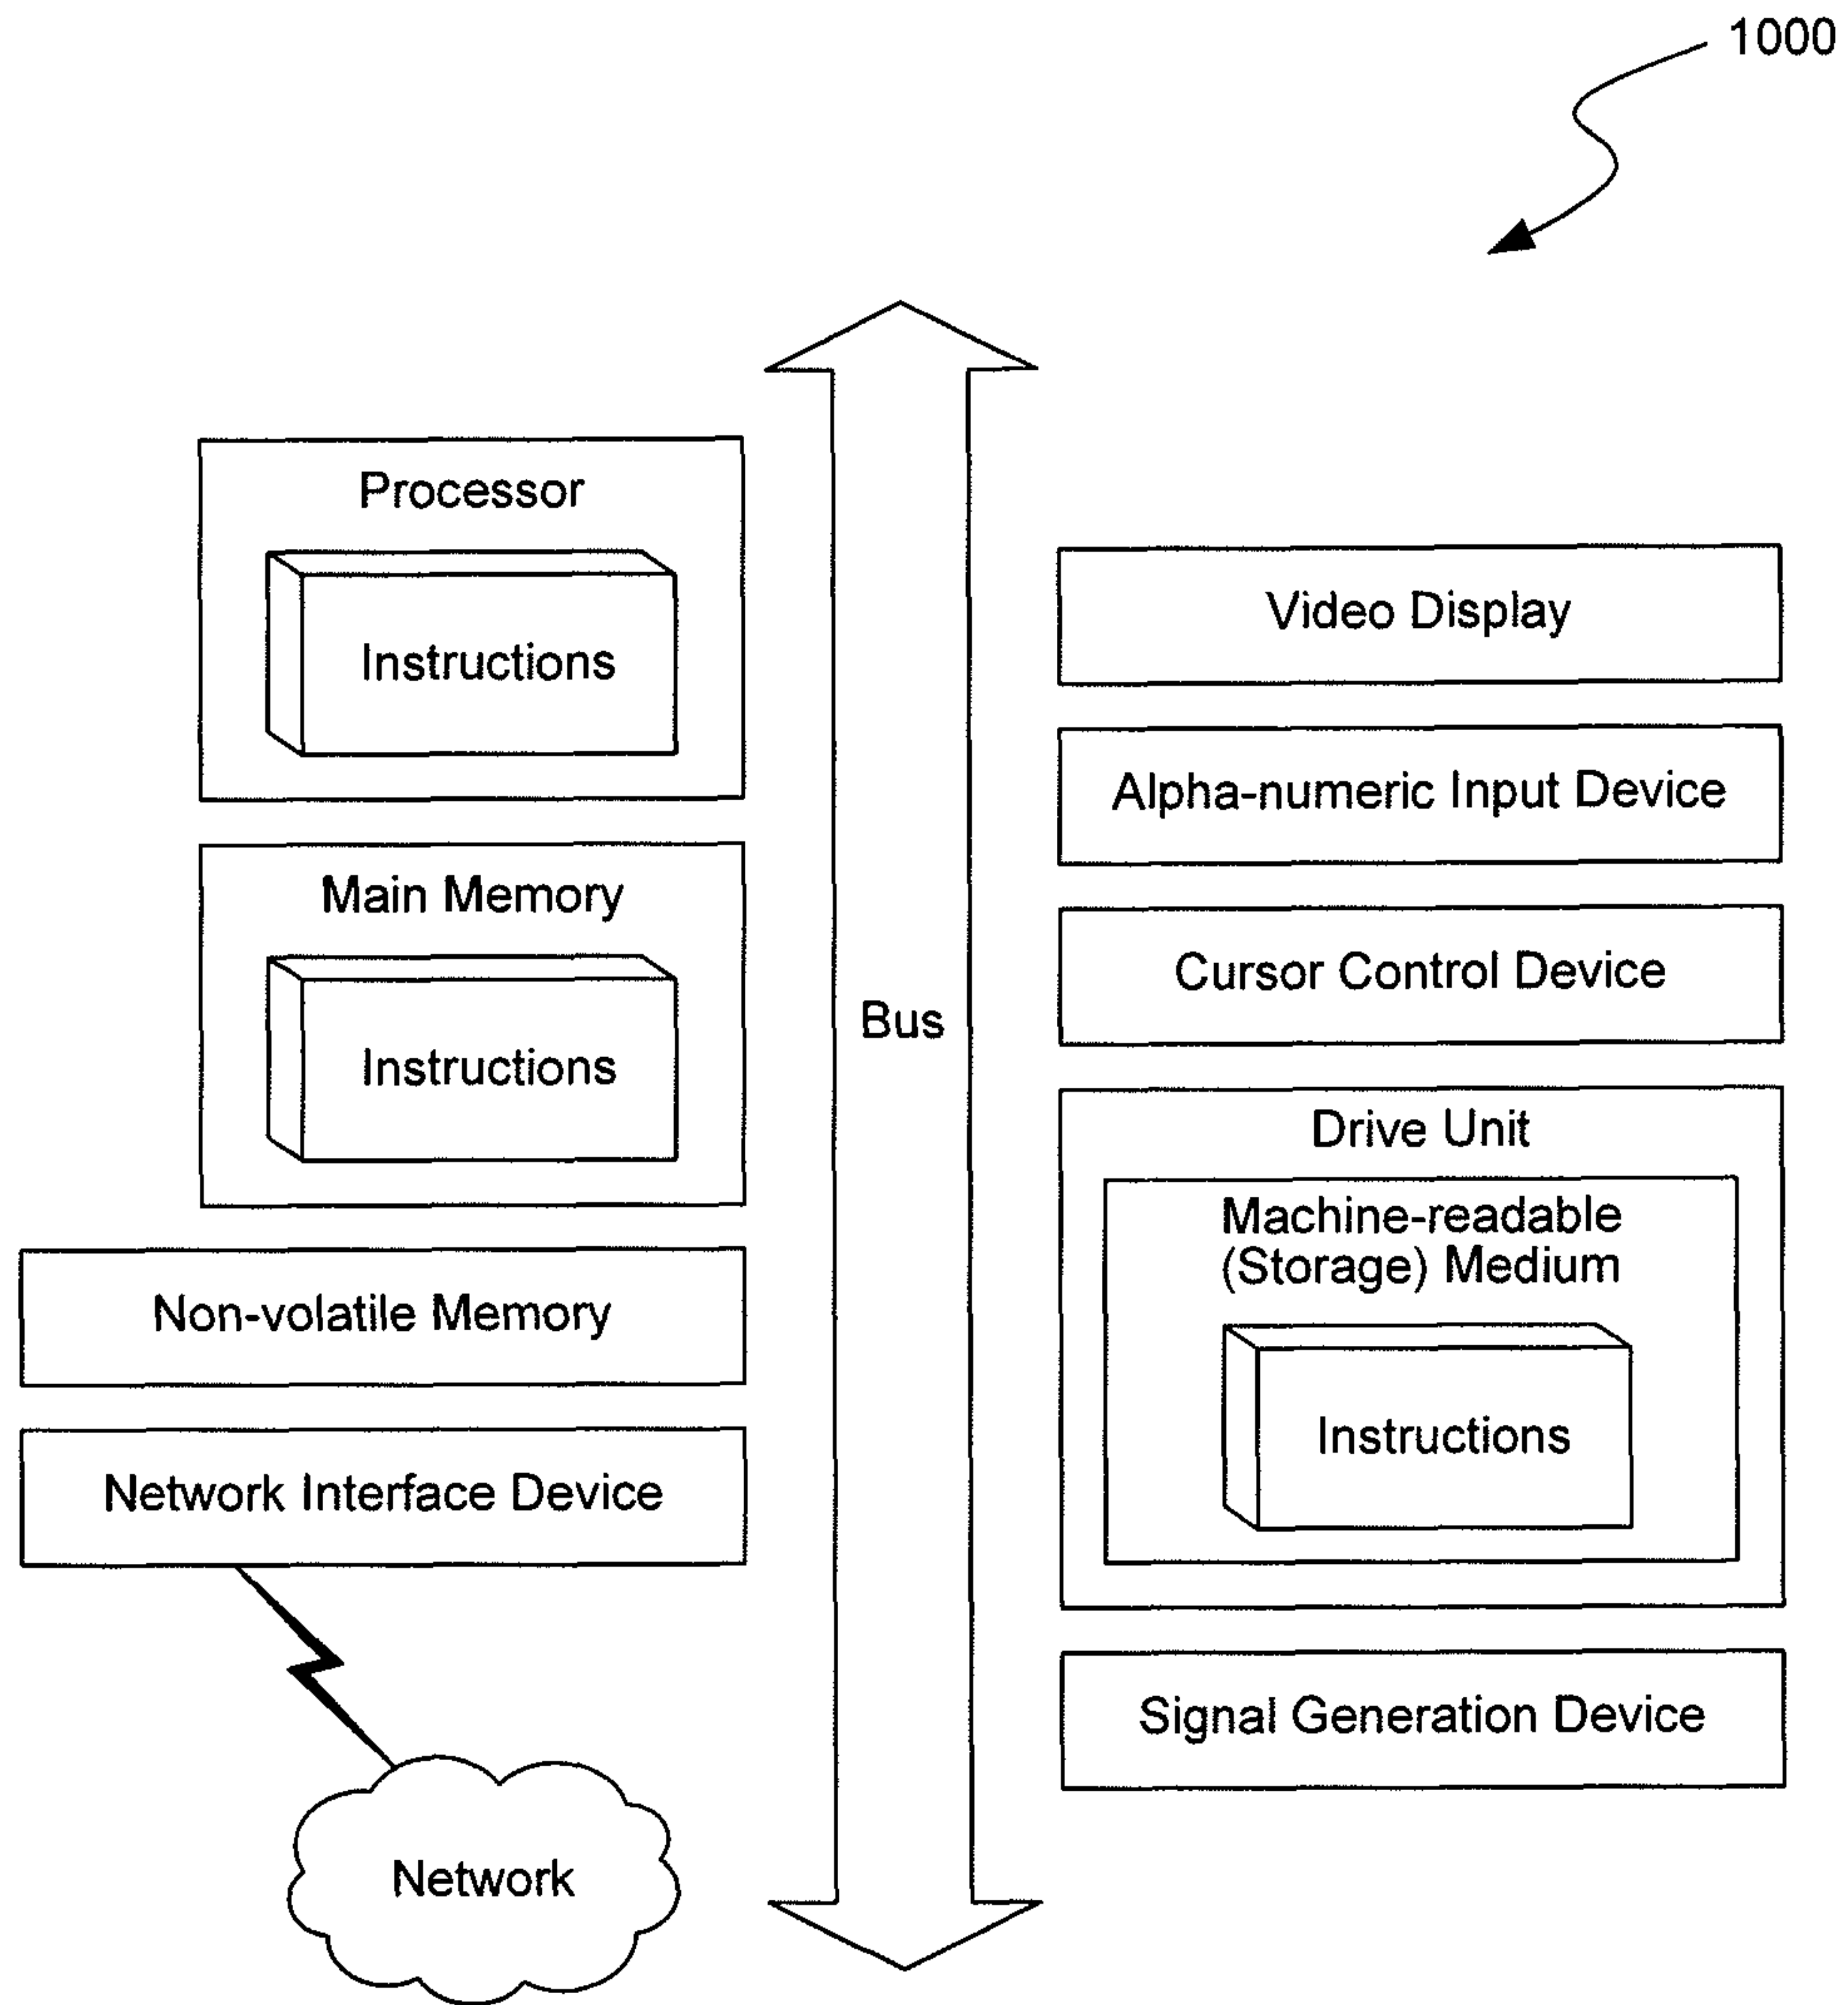 1000
Processor
Instructions
Main Memory
Instructions
Non-volatile Memory
Network Interface Device
Network
Bus
Video Display
Alpha-numeric Input Device
Cursor Control Device
Drive Unit
Machine-readable
(Storage) Medium
Instructions
Signal Generation Device